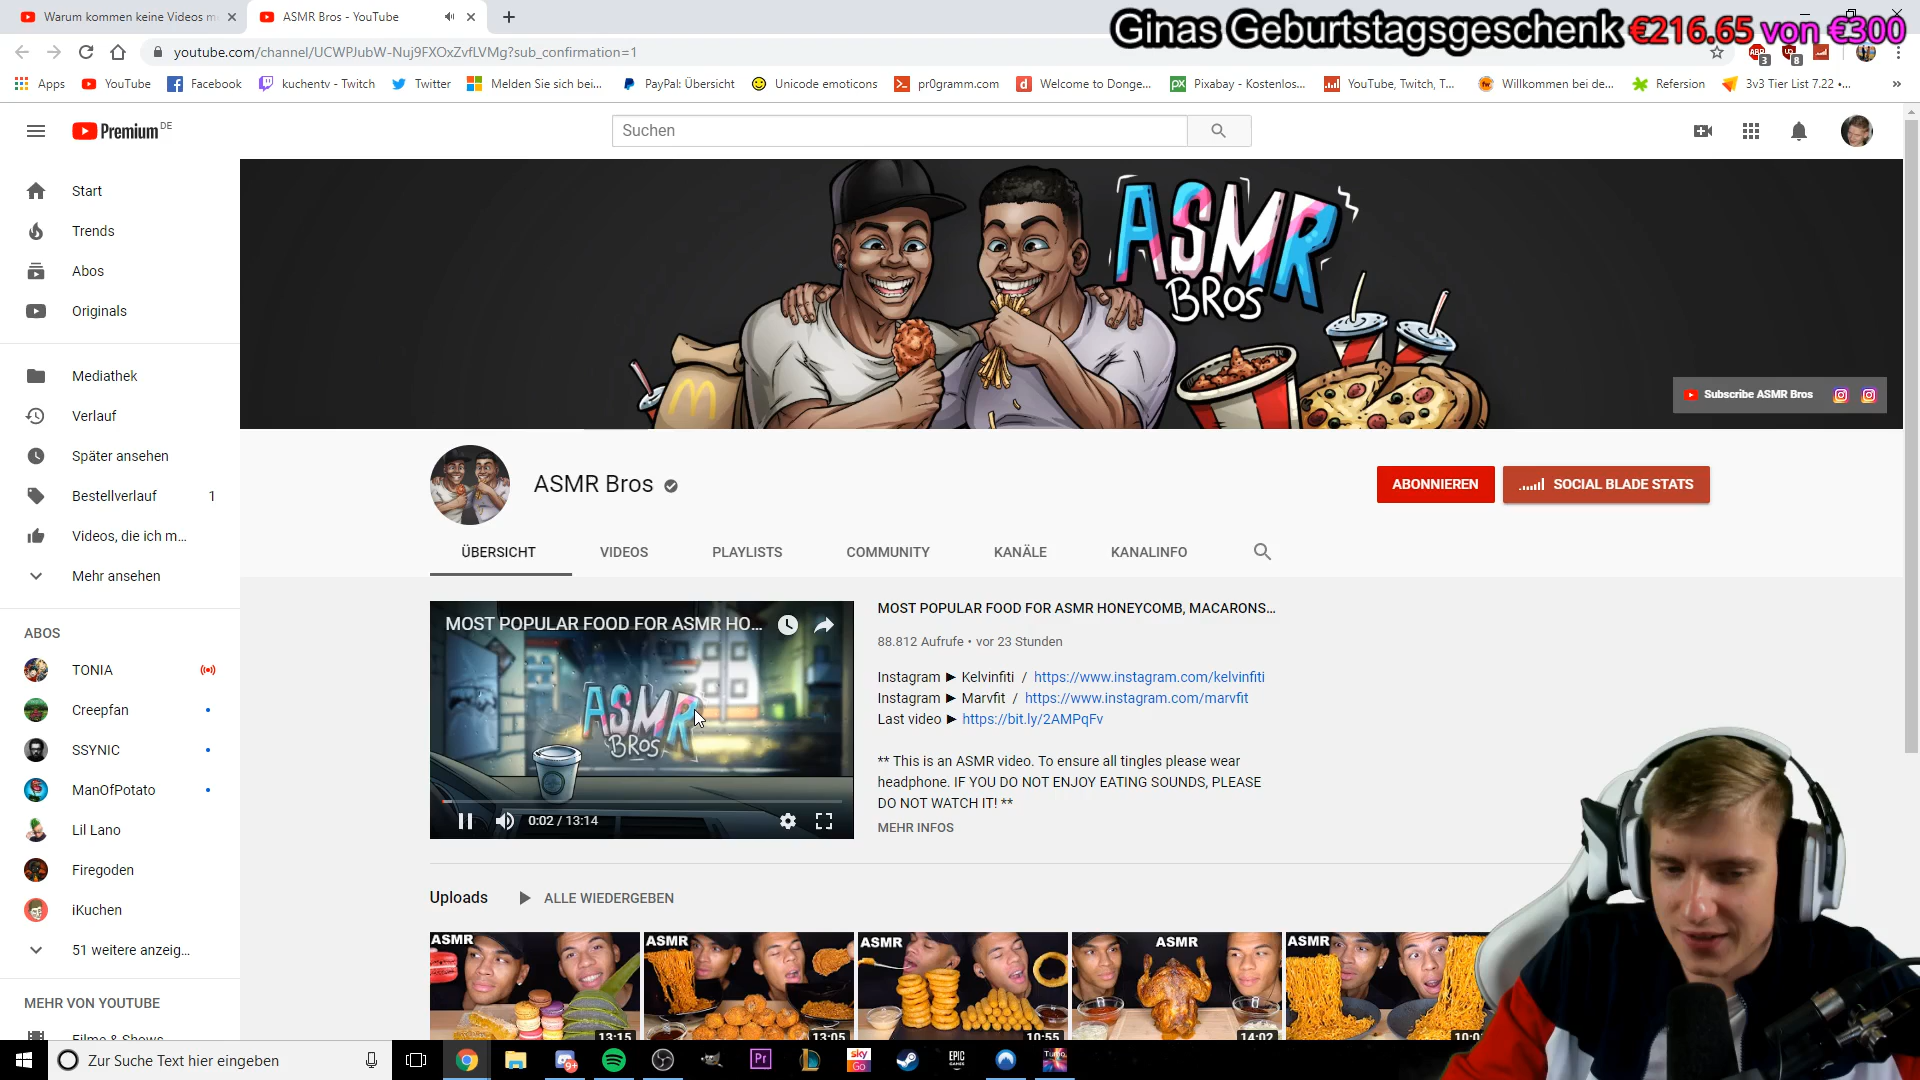 Warum kommen keine Videos m
ASMR Bros - YouTube
Ginas Geburtstagsgeschenk €216.65 von €300
youtube.com/channel/UCWPJubW-Nuj9FXOxZvfLVMg?sub_confirmation=1
Apps
YouTube
Facebook
kuchentv - Twitch
Twitter
Melden Sie sich bei...
PayPal: Übersicht
Unicode emoticons
pr0gramm.com
Welcome to Donge...
Pixabay - Kostenlos...
YouTube, Twitch, T...
Willkommen bei de...
Refersion
3v3 Tier List 7.22 •...
»
Premium DE
Suchen
Start
Trends
Abos
Originals
Mediathek
Verlauf
Später ansehen
Bestellverlauf 1
Videos, die ich m...
Mehr ansehen
ABOS
TONIA
Creepfan
SSYNIC
ManOfPotato
Lil Lano
Firegoden
iKuchen
51 weitere anzeig...
MEHR VON YOUTUBE
Filme & Shows
ASMR
BROS
Subscribe ASMR Bros
ASMR Bros
ABONNIEREN
SOCIAL BLADE STATS
ÜBERSICHT
VIDEOS
PLAYLISTS
COMMUNITY
KANÄLE
KANALINFO
MOST POPULAR FOOD FOR ASMR HO...
ASMR
BROS
0:02 / 13:14
MOST POPULAR FOOD FOR ASMR HONEYCOMB, MACARONS...
88.812 Aufrufe • vor 23 Stunden
Instagram ► Kelvinfiti / https://www.instagram.com/kelvinfiti
Instagram ► Marvfit / https://www.instagram.com/marvfit
Last video ► https://bit.ly/2AMPqFv
** This is an ASMR video. To ensure all tingles please wear
headphone. IF YOU DO NOT ENJOY EATING SOUNDS, PLEASE
DO NOT WATCH IT! **
MEHR INFOS
Uploads
ALLE WIEDERGEBEN
ASMR
13:15
ASMR
13:05
ASMR
10:55
ASMR
14:02
ASMR
Zur Suche Text hier eingeben
9+
Pr
sky
Go
EPIC
GAMES